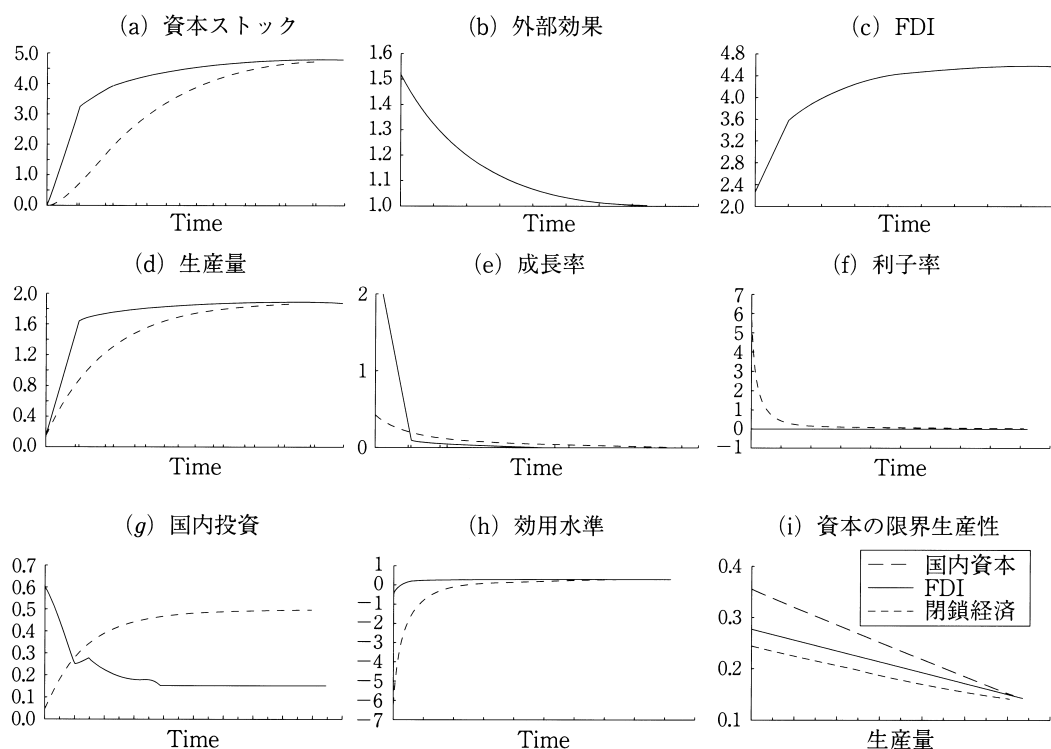 (a) 資本ストック
5.0
4.0
3.0
2.0
1.0
0.0
Time
(b) 外部効果
1.6
1.5
1.4
1.3
1.2
1.1
1.0
Time
(c) FDI
4.8
4.4
4.0
3.6
3.2
2.8
2.4
2.0
Time
(d) 生産量
2.0
1.6
1.2
0.8
0.4
0.0
Time
(e) 成長率
2
1
0
Time
(f) 利子率
7
6
5
4
3
2
1
0
−1
Time
(g) 国内投資
0.7
0.6
0.5
0.4
0.3
0.2
0.1
0.0
Time
(h) 効用水準
1
0
−1
−2
−3
−4
−5
−6
−7
Time
(i) 資本の限界生産性
0.4
0.3
0.2
0.1
国内資本
FDI
閉鎖経済
生産量